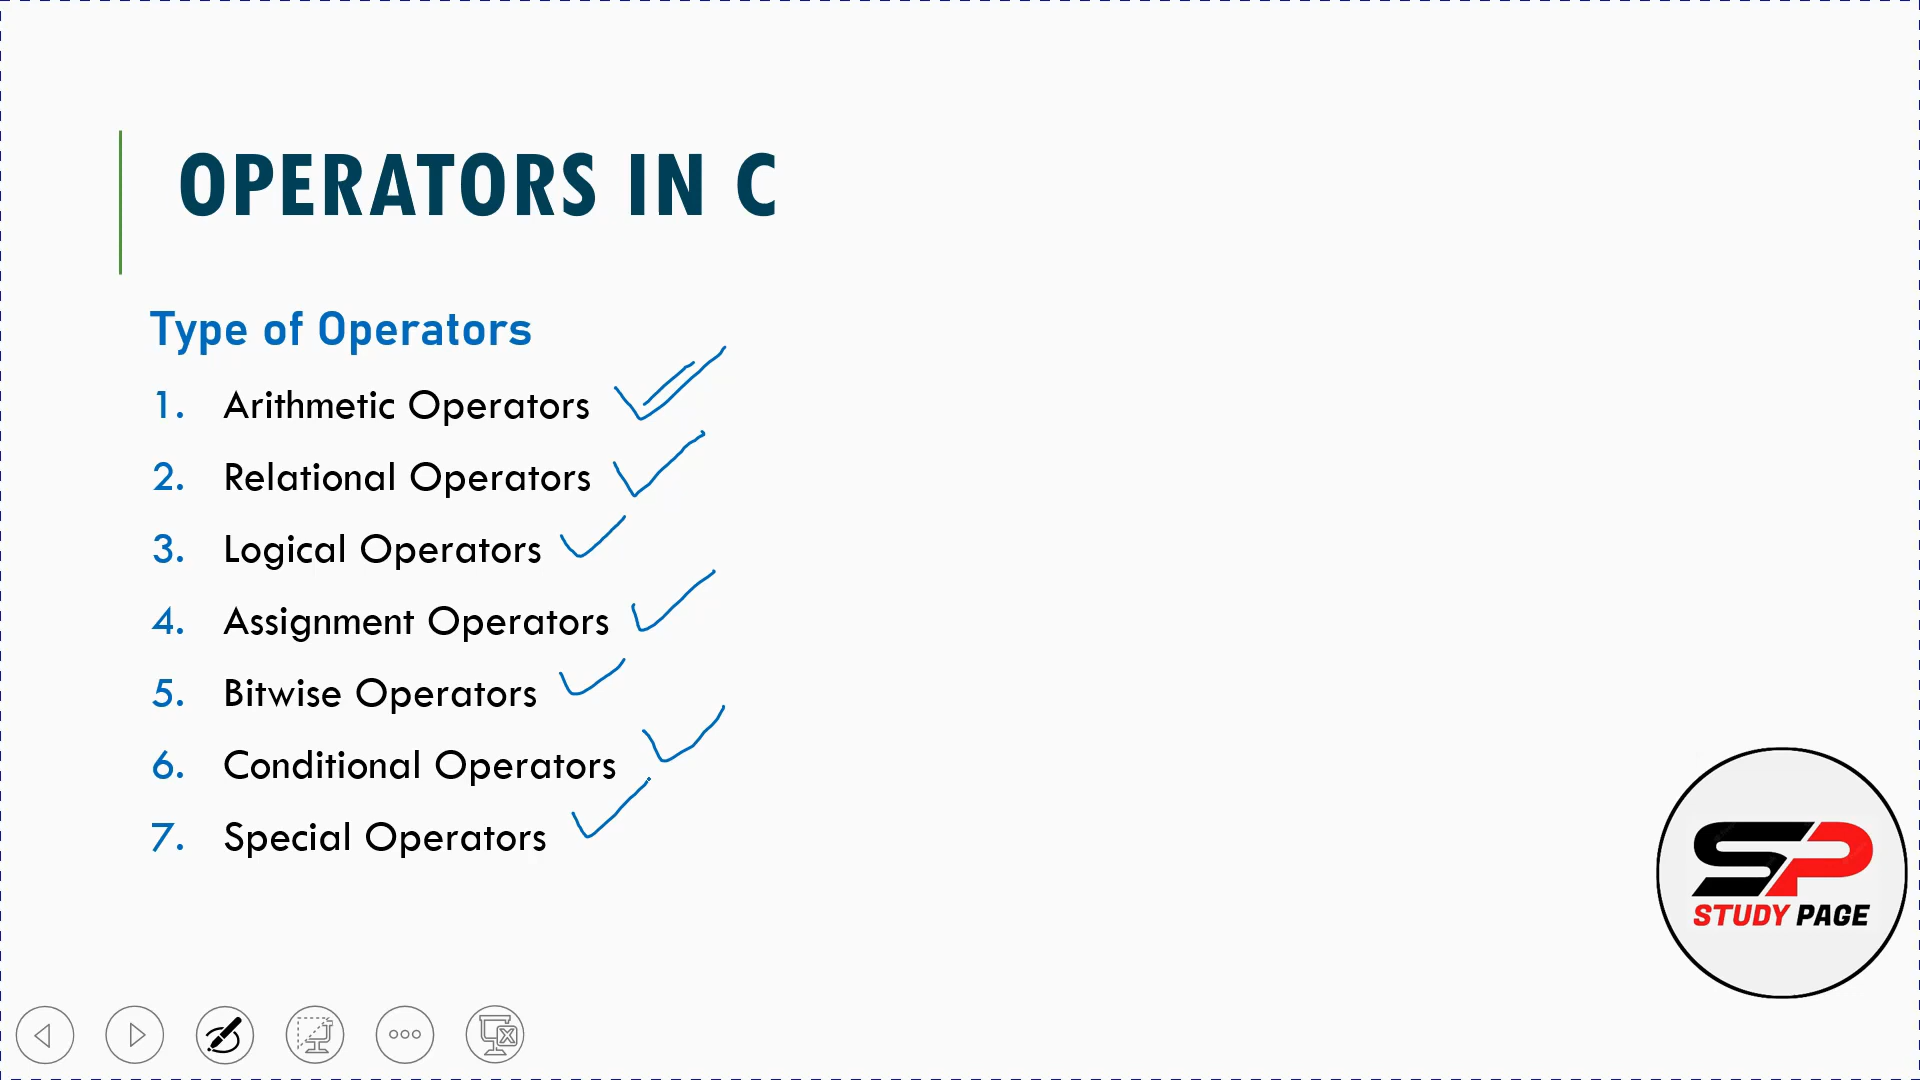 OPERATORS IN C
Type of Operators
1. Arithmetic Operators
2. Relational Operators
3. Logical Operators
4. Assignment Operators
5. Bitwise Operators
6. Conditional Operators
7. Special Operators
SP
STUDY PAGE